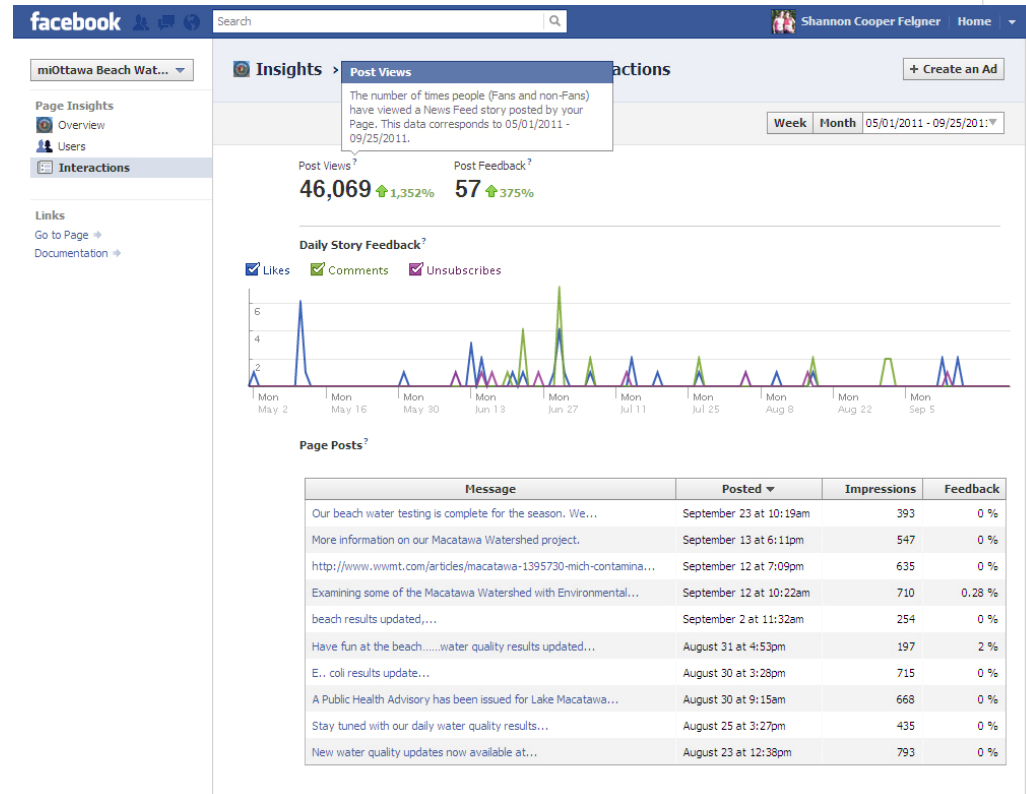 facebook
Search
Shannon Cooper Felgner
Home
miOttawa Beach Wat...
Page Insights
Overview
Users
Interactions
Links
Go to Page
Documentation
Insights › actions
+ Create an Ad
Post Views
The number of times people (Fans and non-Fans)
have viewed a News Feed story posted by your
Page. This data corresponds to 05/01/2011 -
09/25/2011.
Week Month 05/01/2011 - 09/25/201:
Post Views? Post Feedback?
46,069 1,352% 57 375%
Daily Story Feedback?
Likes Comments Unsubscribes
6
4
2
Mon Mon Mon Mon Mon Mon Mon Mon Mon Mon
May 2 May 16 May 30 Jun 13 Jun 27 Jul 11 Jul 25 Aug 8 Aug 22 Sep 5
Page Posts?
Message Posted Impressions Feedback
Our beach water testing is complete for the season. We... September 23 at 10:19am 393 0 %
More information on our Macatawa Watershed project. September 13 at 6:11pm 547 0 %
http://www.wwmt.com/articles/macatawa-1395730-mich-contamina... September 12 at 7:09pm 635 0 %
Examining some of the Macatawa Watershed with Environmental... September 12 at 10:22am 710 0.28 %
beach results updated,... September 2 at 11:32am 254 0 %
Have fun at the beach......water quality results updated... August 31 at 4:53pm 197 2 %
E.. coli results update... August 30 at 3:28pm 715 0 %
A Public Health Advisory has been issued for Lake Macatawa... August 30 at 9:15am 668 0 %
Stay tuned with our daily water quality results... August 25 at 3:27pm 435 0 %
New water quality updates now available at... August 23 at 12:38pm 793 0 %